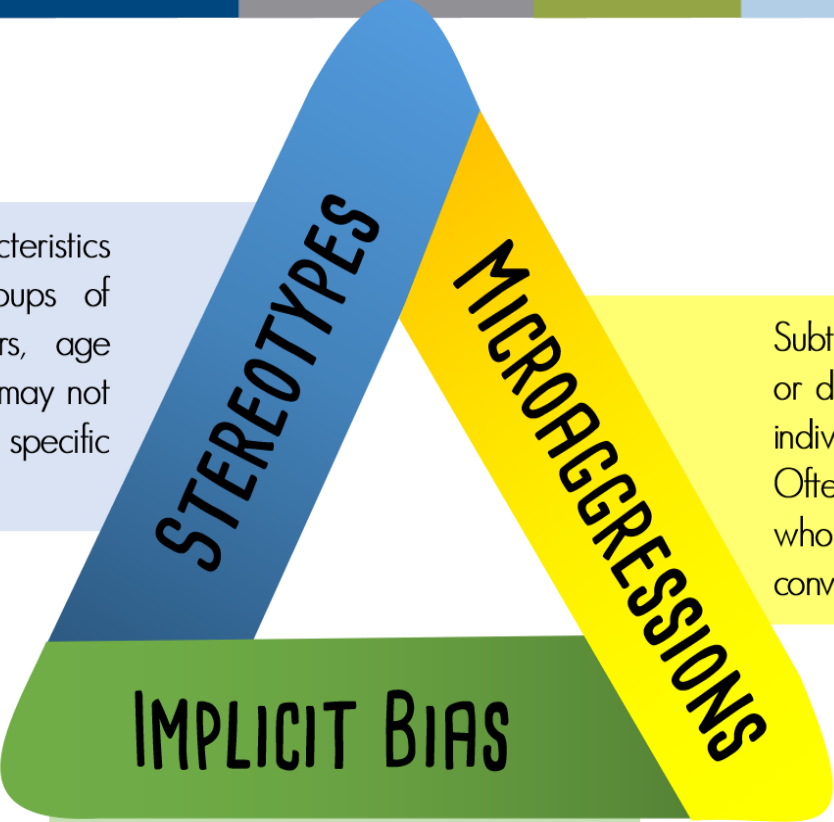 STEREOTYPES
MICROAGGRESSIONS
IMPLICIT BIAS
cteristics
oups of
rs, age
may not
specific
Subt
or d
indiv
Ofte
who
conv